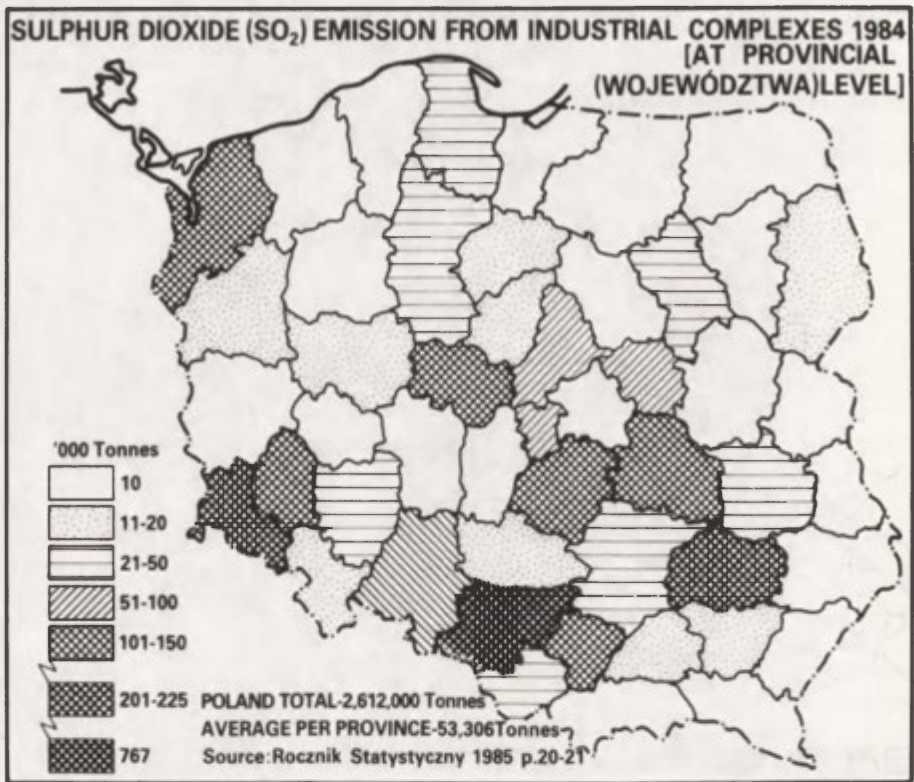 SULPHUR DIOXIDE (SO₂) EMISSION FROM INDUSTRIAL COMPLEXES 1984
[AT PROVINCIAL
(WOJEWÓDZTWA)LEVEL]
'000 Tonnes
10
11-20
21-50
51-100
101-150
201-225
767
POLAND TOTAL-2,612,000 Tonnes
AVERAGE PER PROVINCE-53,306Tonnes
Source:Rocznik Statystyczny 1985 p.20-21